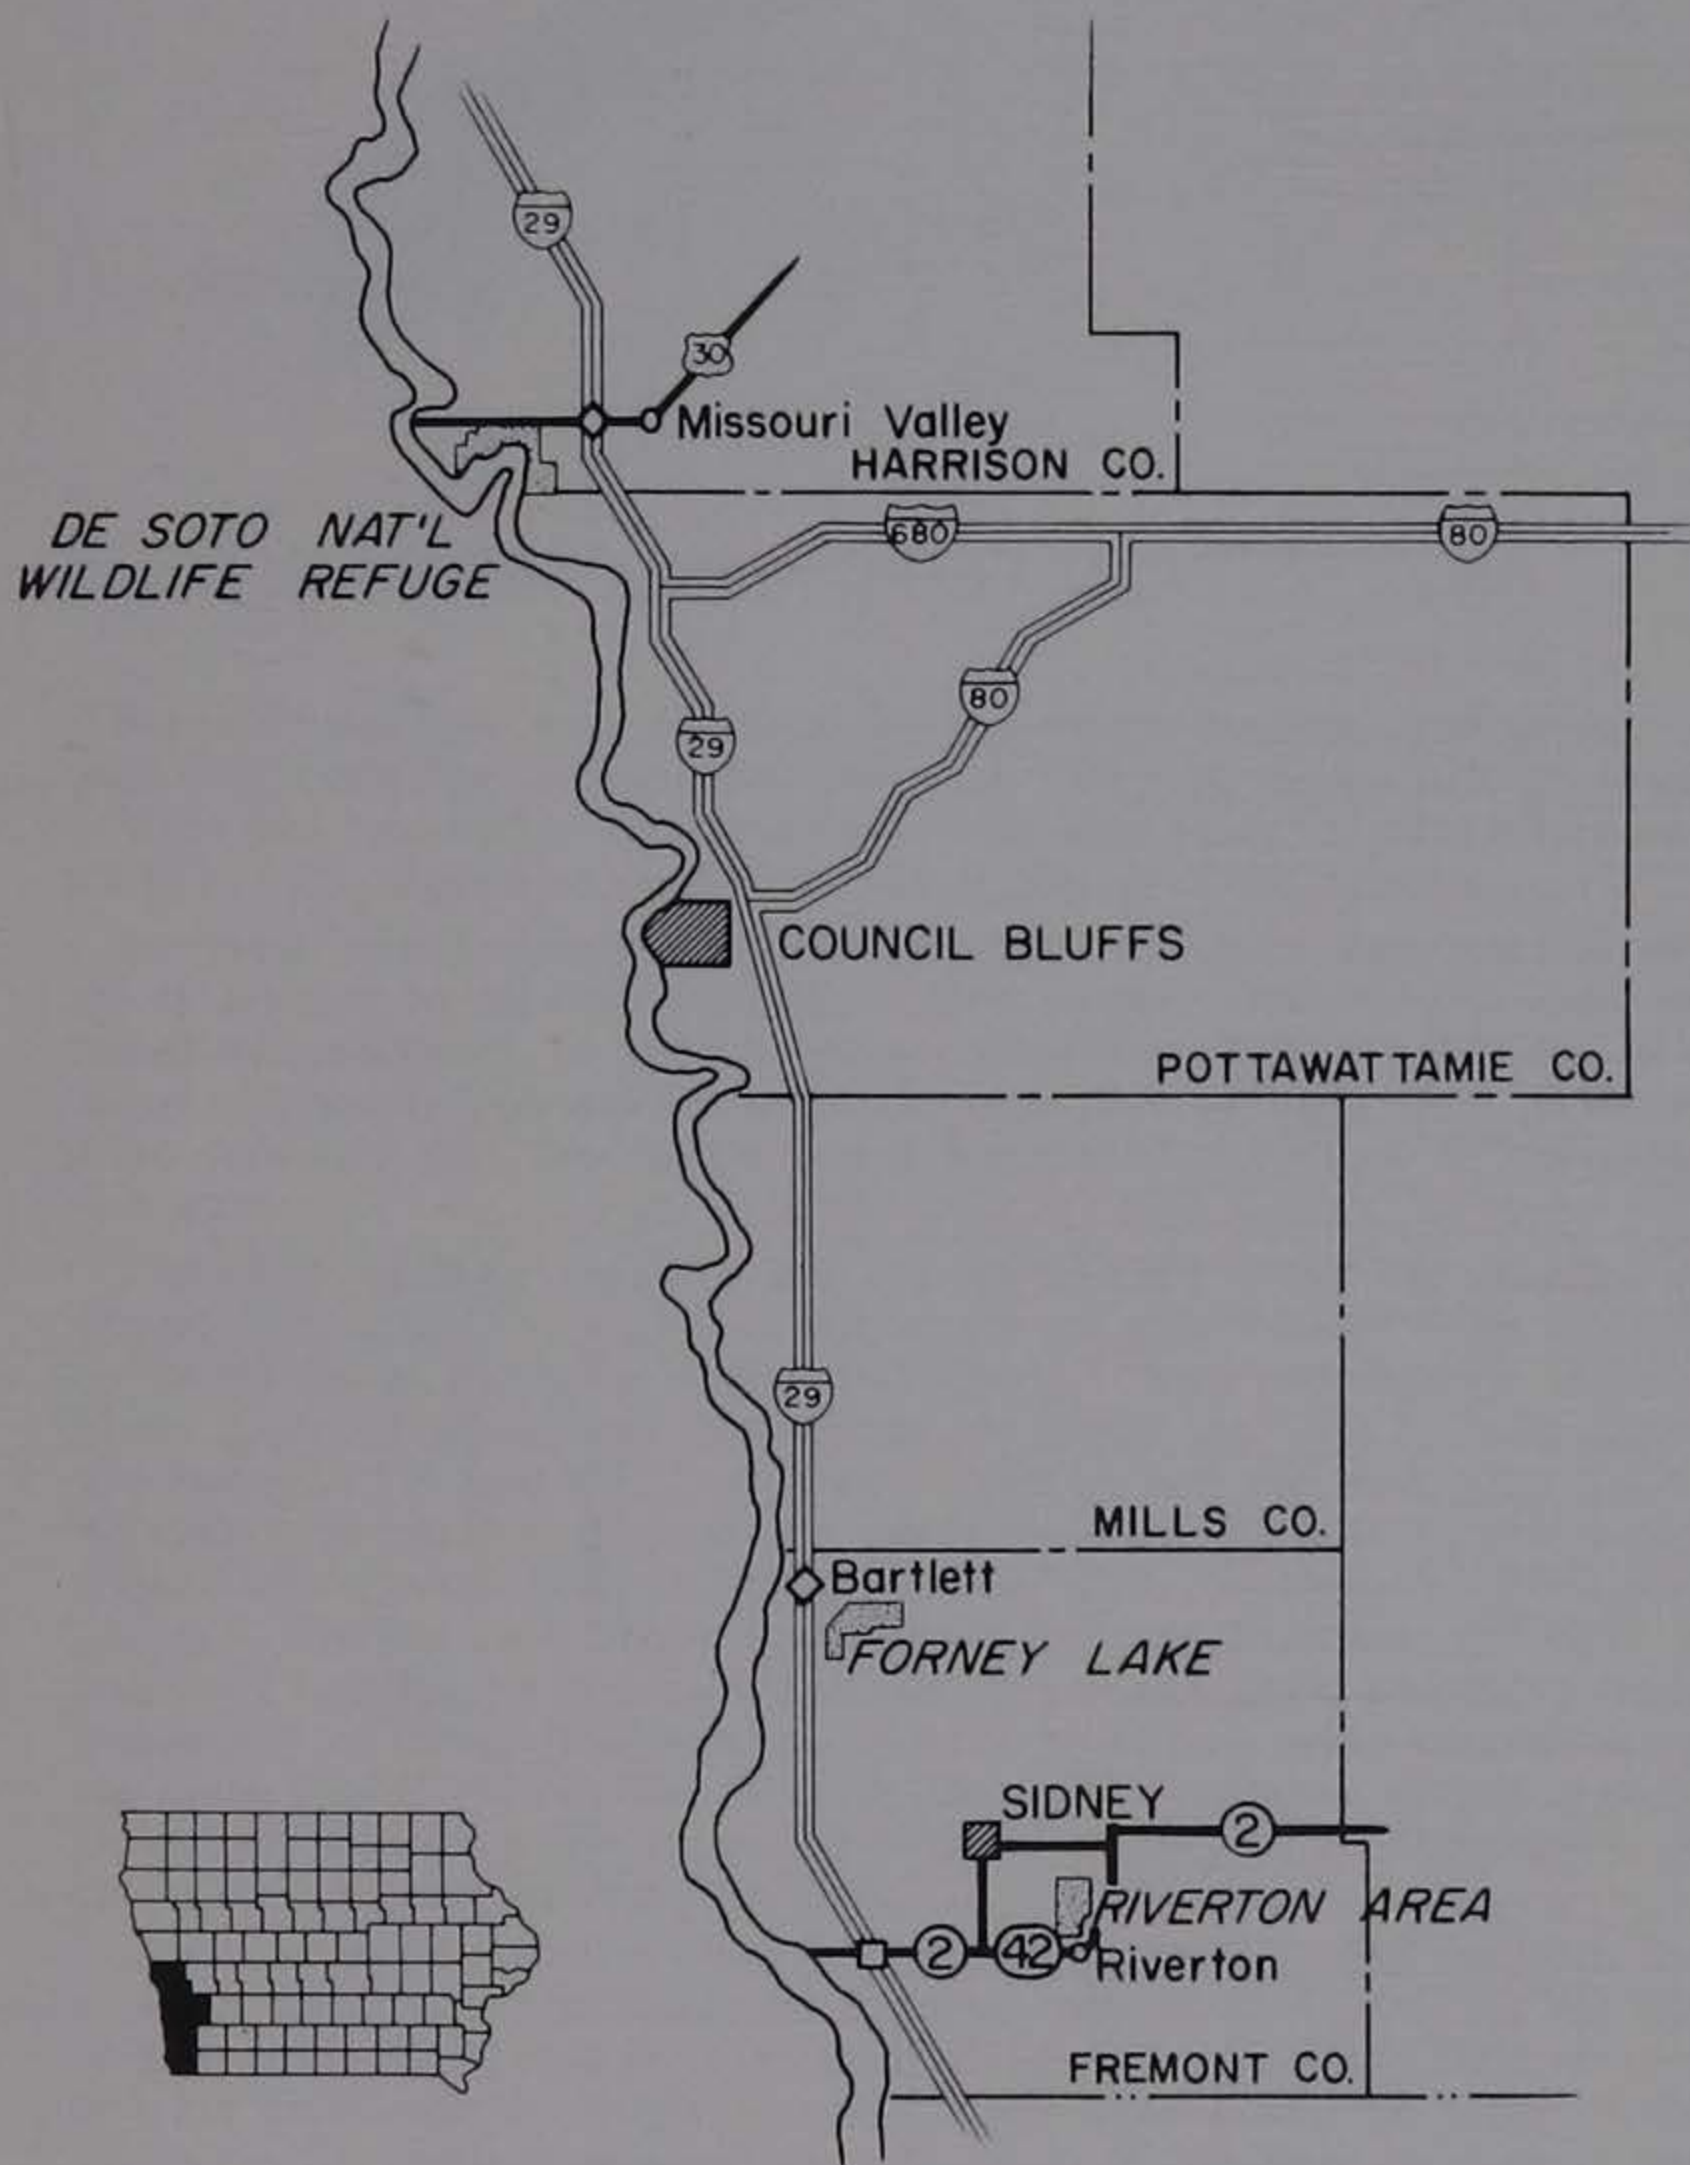 29
30
Missouri Valley
HARRISON CO.
DE SOTO NAT'L
WILDLIFE REFUGE
680
80
80
29
COUNCIL BLUFFS
POTTAWATTAMIE CO.
29
MILLS CO.
Bartlett
FORNEY LAKE
SIDNEY
2
RIVERTON AREA
2
42
Riverton
FREMONT CO.